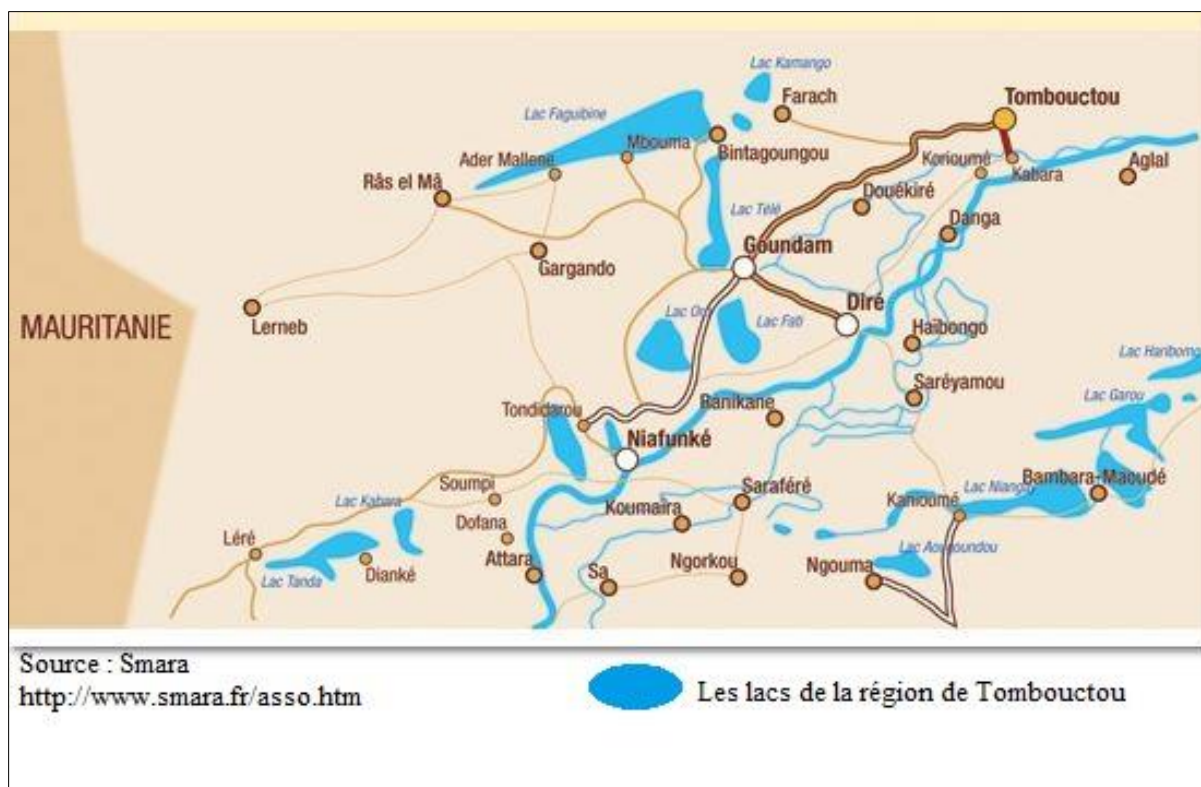 Lac Kamango
Farach
Tombouctou
Lac Faguibine
Mbouma
Bintagoungou
Ader Mallene
Korioumé
Kabara
Aglal
Râs el Mâ
Douékiré
Lac Télé
Danga
Goundam
Gargando
Lerneb
MAURITANIE
Diré
Lac Fati
Haïbongo
Lac Haribomo
Saréyamou
Lac Garou
Tondidarou
Banikane
Niafunké
Bambara-Maoudé
Soumpi
Lac Kabara
Saraféré
Kanioumé
Koumaïra
Dofana
Léré
Attara
Lac Tanda
Dianké
Sa
Ngorkou
Ngouma
Source : Smara
http://www.smara.fr/asso.htm
Les lacs de la région de Tombouctou